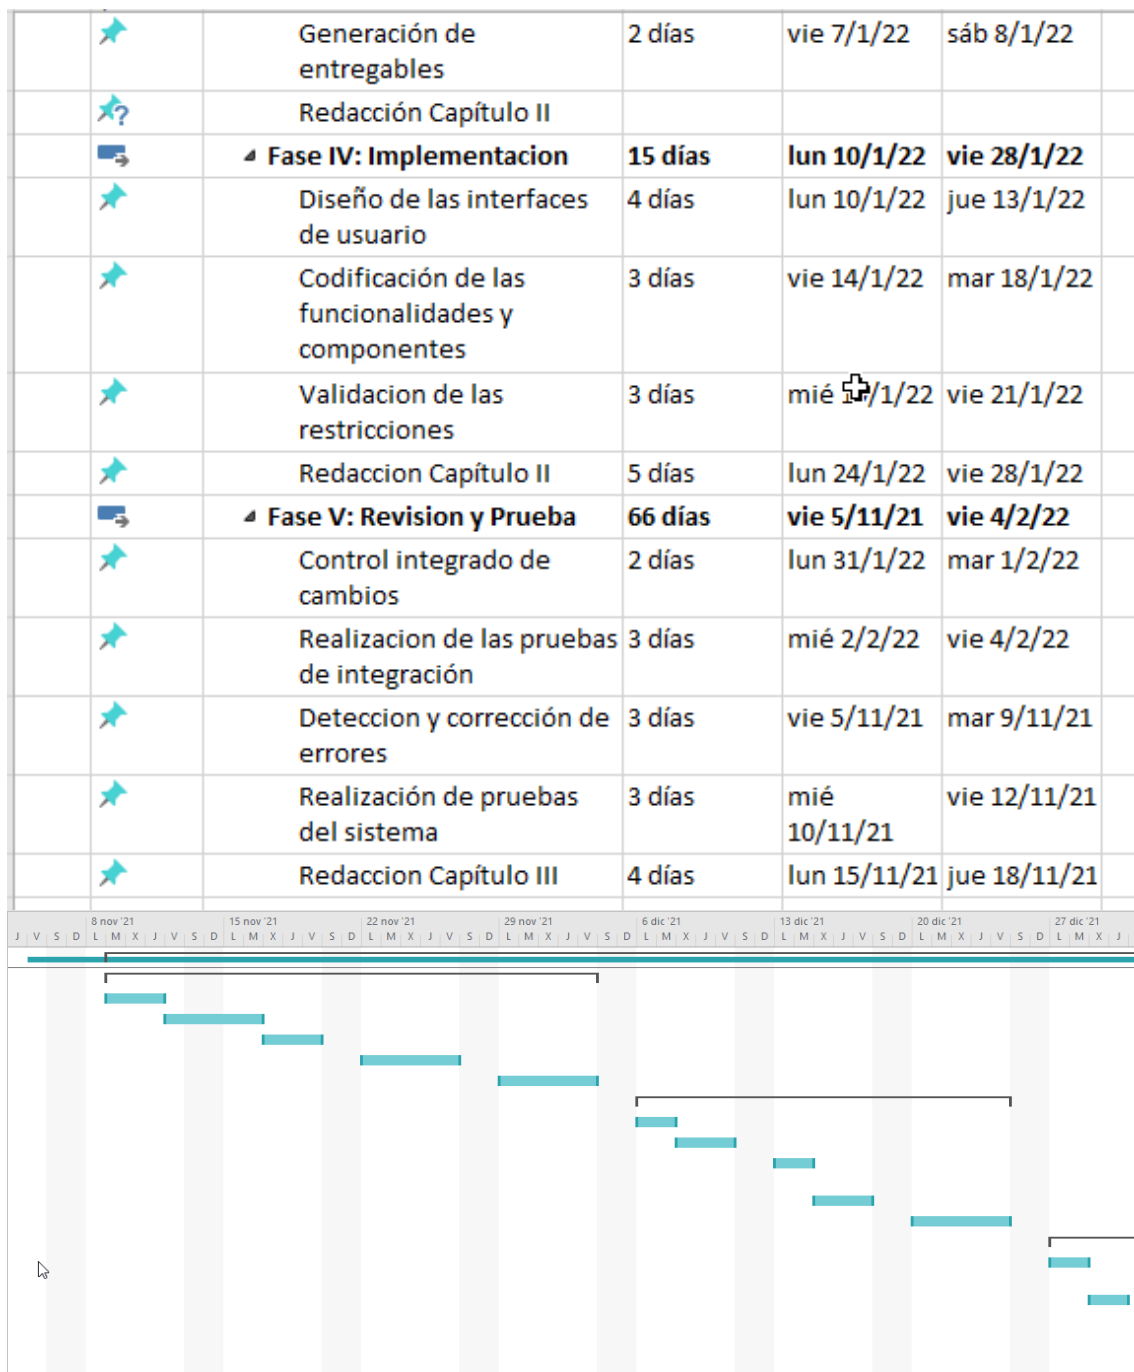 Generación de entregables 2 días vie 7/1/22 sáb 8/1/22
Redacción Capítulo II
Fase IV: Implementacion 15 días lun 10/1/22 vie 28/1/22
Diseño de las interfaces de usuario 4 días lun 10/1/22 jue 13/1/22
Codificación de las funcionalidades y componentes 3 días vie 14/1/22 mar 18/1/22
Validacion de las restricciones 3 días mié /1/22 vie 21/1/22
Redaccion Capítulo II 5 días lun 24/1/22 vie 28/1/22
Fase V: Revision y Prueba 66 días vie 5/11/21 vie 4/2/22
Control integrado de cambios 2 días lun 31/1/22 mar 1/2/22
Realizacion de las pruebas de integración 3 días mié 2/2/22 vie 4/2/22
Deteccion y corrección de errores 3 días vie 5/11/21 mar 9/11/21
Realización de pruebas del sistema 3 días mié 10/11/21 vie 12/11/21
Redaccion Capítulo III 4 días lun 15/11/21 jue 18/11/21
8 nov '21 15 nov '21 22 nov '21 29 nov '21 6 dic '21 13 dic '21 20 dic '21 27 dic '21
J V S D L M X J V S D L M X J V S D L M X J V S D L M X J V S D L M X J V S D L M X J V S D L M X J V S D L M X J